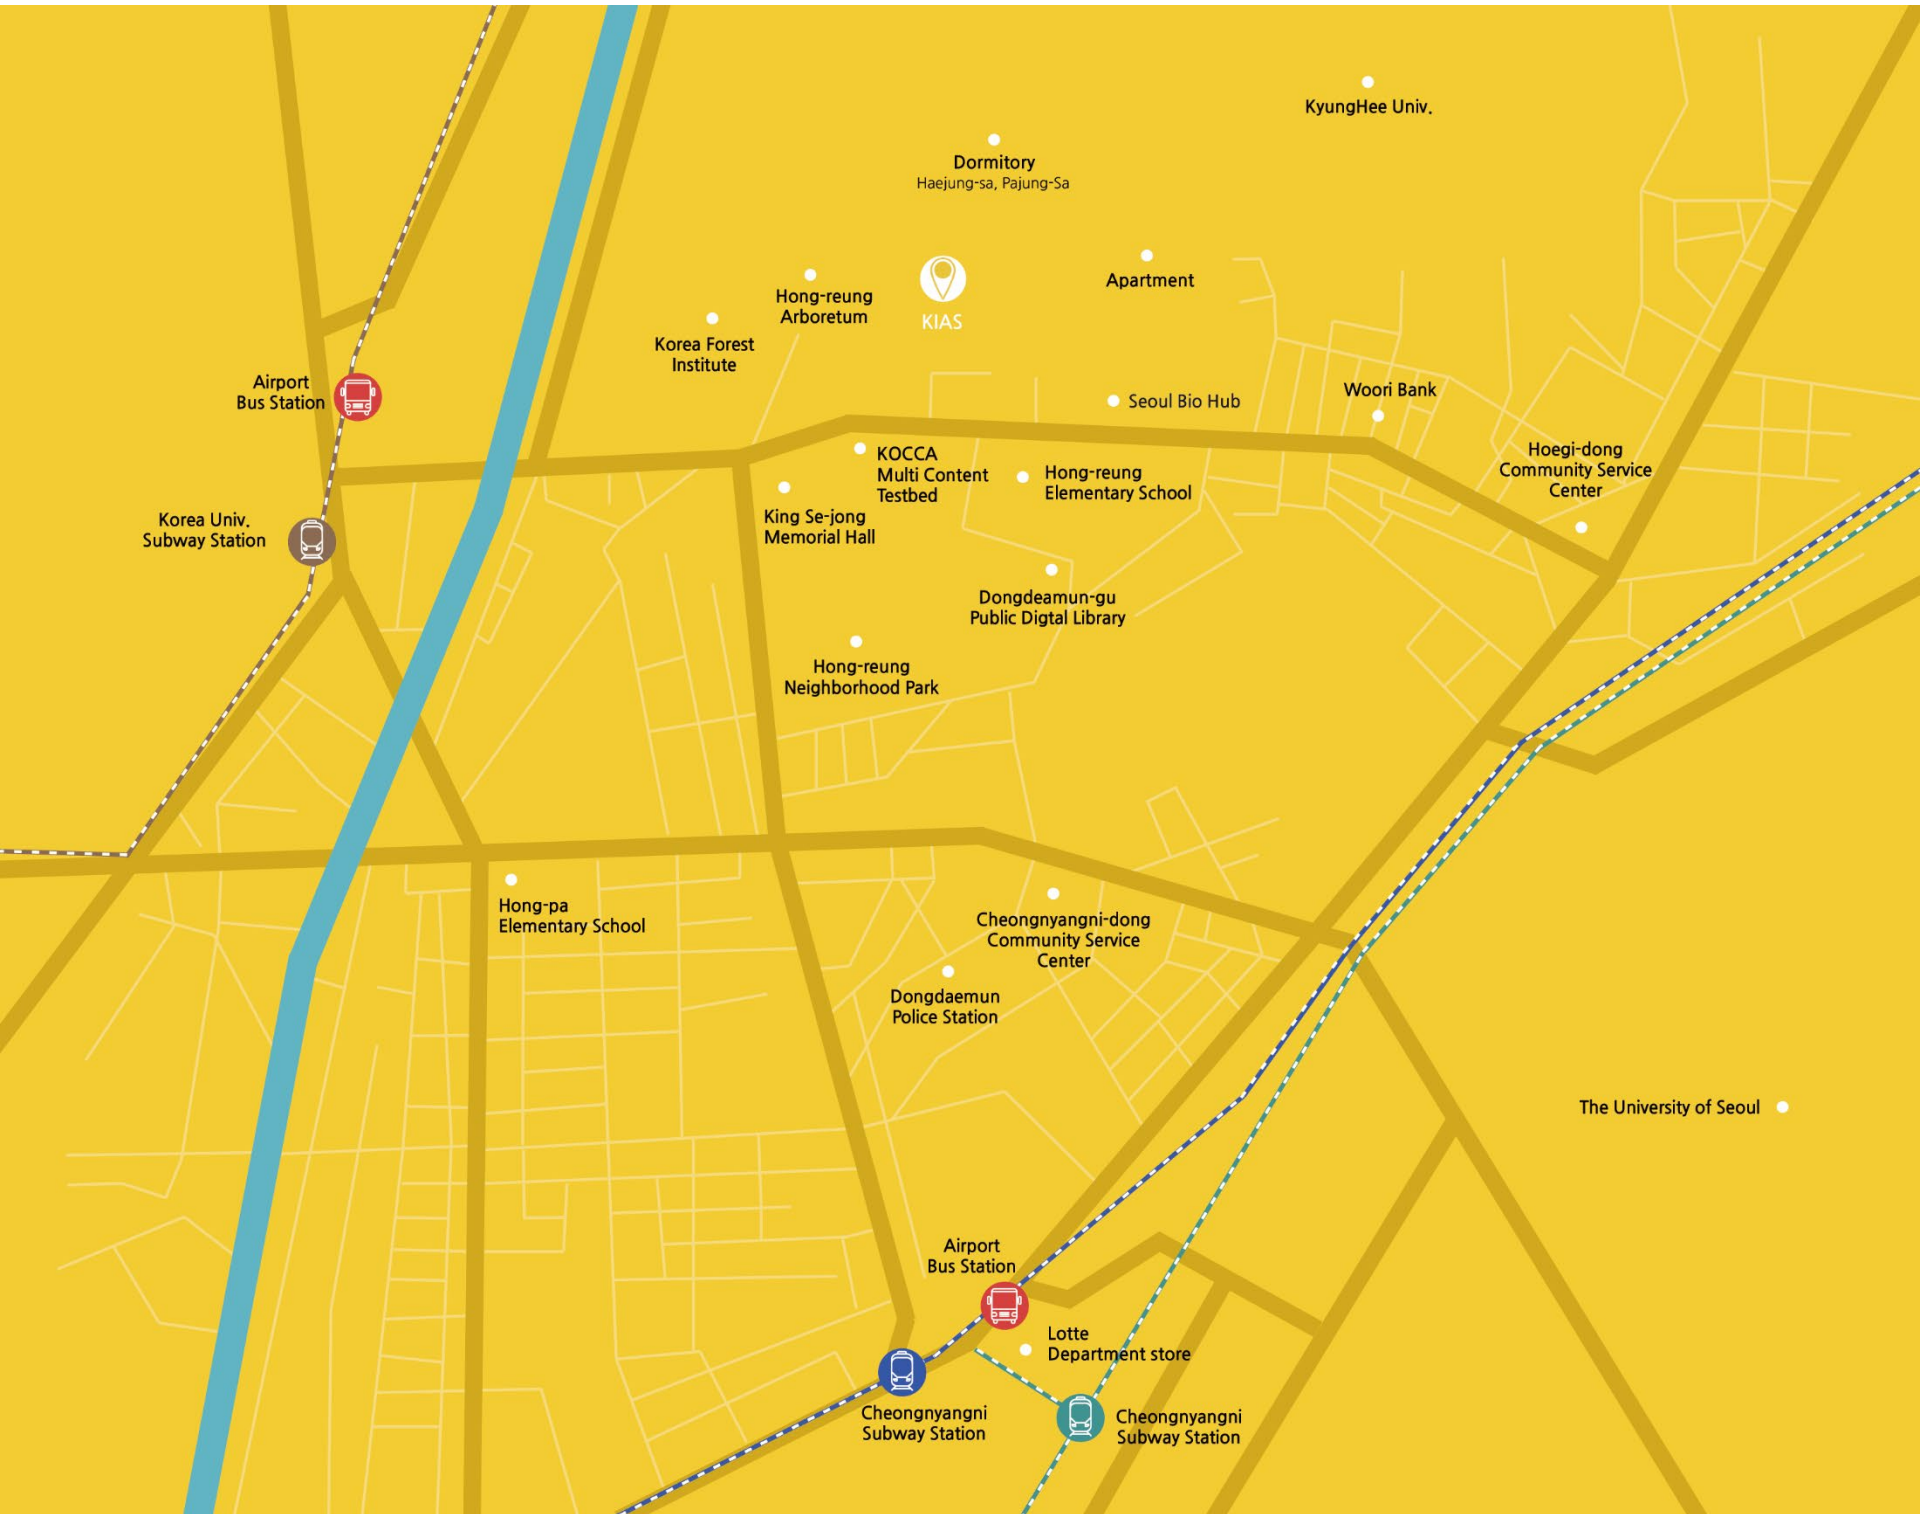 KyungHee Univ.
Dormitory
Haejung-sa, Pajung-Sa
Apartment
Hong-reung
Arboretum
KIAS
Korea Forest
Institute
Airport
Bus Station
Seoul Bio Hub
Woori Bank
Hoegi-dong
Community Service
Center
KOCCA
Multi Content
Testbed
Hong-reung
Elementary School
King Se-jong
Memorial Hall
Korea Univ.
Subway Station
Dongdeamun-gu
Public Digtal Library
Hong-reung
Neighborhood Park
Hong-pa
Elementary School
Cheongnyangni-dong
Community Service
Center
Dongdaemun
Police Station
The University of Seoul
Airport
Bus Station
Lotte
Department store
Cheongnyangni
Subway Station
Cheongnyangni
Subway Station